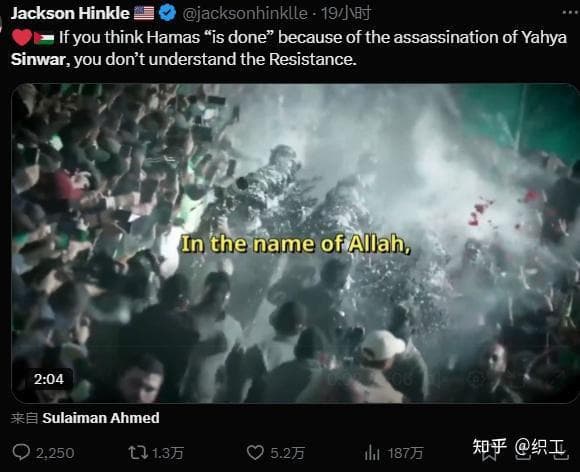 Jackson Hinkle @jacksonhinklle · 19小时
If you think Hamas “is done” because of the assassination of Yahya
Sinwar, you don’t understand the Resistance.
In the name of Allah,
2:04
来自 Sulaiman Ahmed
2,250 1.3万 5.2万 187万
知乎 @织工